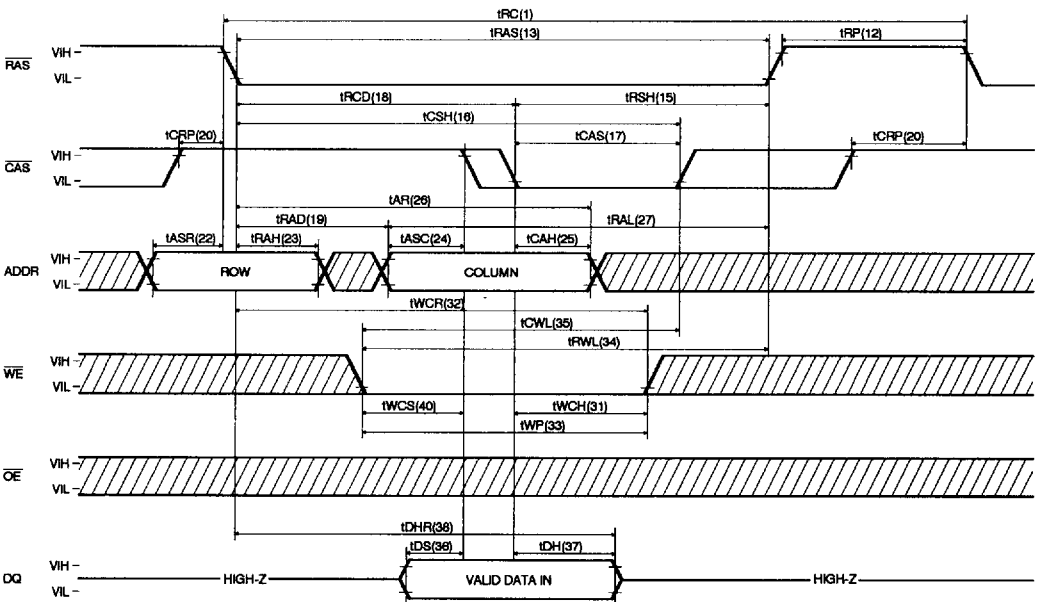 tRC(1)
tRAS(13) tRP(12)
RAS VIH VIL
tRCD(18) tRSH(15)
tCSH(16)
tCRP(20) tCAS(17) tCRP(20)
CAS VIH VIL
tAR(26)
tRAD(19) tRAL(27)
tASR(22) tRAH(23) tASC(24) tCAH(25)
ADDR VIH VIL ROW COLUMN
tWCR(32)
tCWL(35)
tRWL(34)
WE VIH VIL
tWCS(40) tWCH(31)
tWP(33)
OE VIH VIL
tDHR(38)
tDS(36) tDH(37)
DQ VIH VIL HIGH-Z VALID DATA IN HIGH-Z